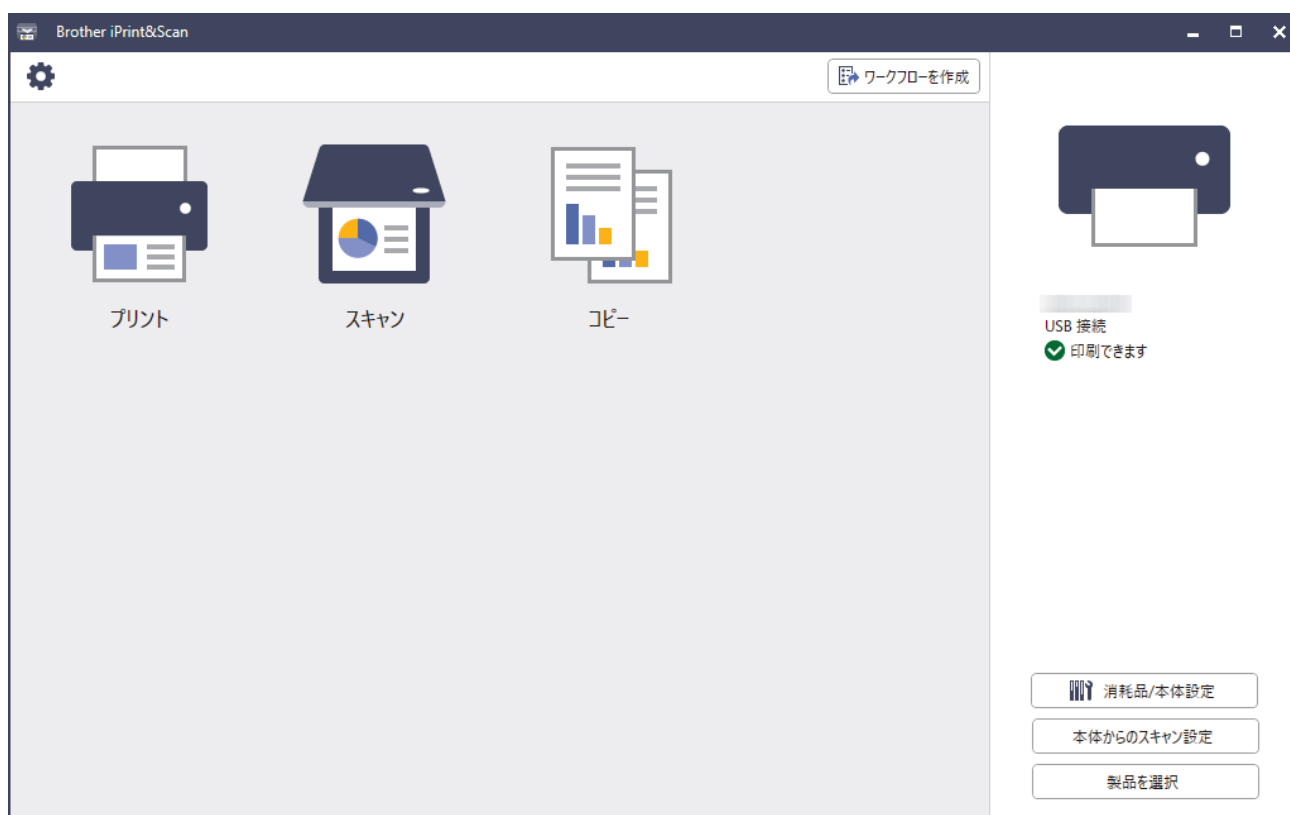 Brother iPrint&Scan
ワークフローを作成
プリント
スキャン
コピー
USB 接続
印刷できます
消耗品/本体設定
本体からのスキャン設定
製品を選択